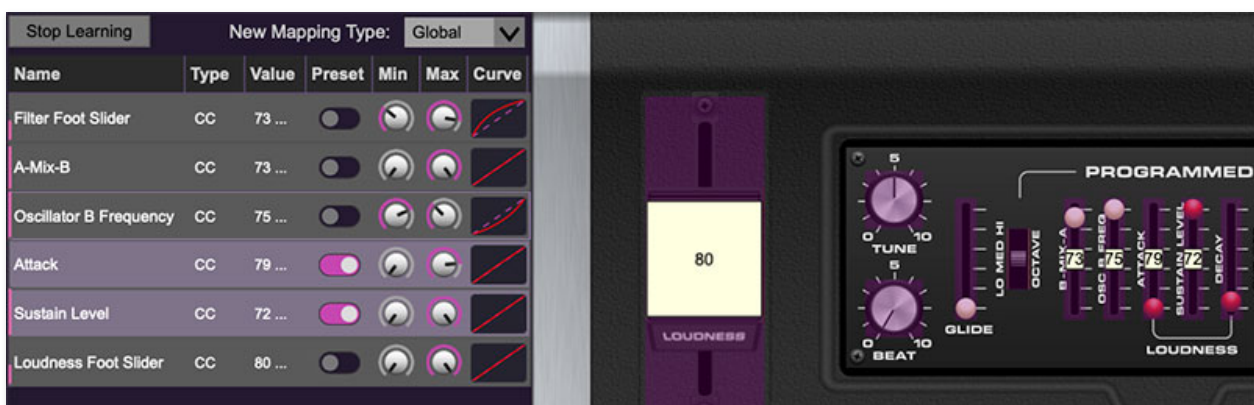 Stop Learning
New Mapping Type:
Global
Name Type Value Preset Min Max Curve
Filter Foot Slider CC 73 ...
A-Mix-B CC 73 ...
Oscillator B Frequency CC 75 ...
Attack CC 79 ...
Sustain Level CC 72 ...
Loudness Foot Slider CC 80 ...
80
LOUDNESS
5
0 10
TUNE
5
0 10
BEAT
GLIDE
LO MED HI
OCTAVE
PROGRAMMED
B-MIX-A
73
OSC B FREQ
75
ATTACK
79
SUSTAIN LEVEL
72
DECAY
LOUDNESS